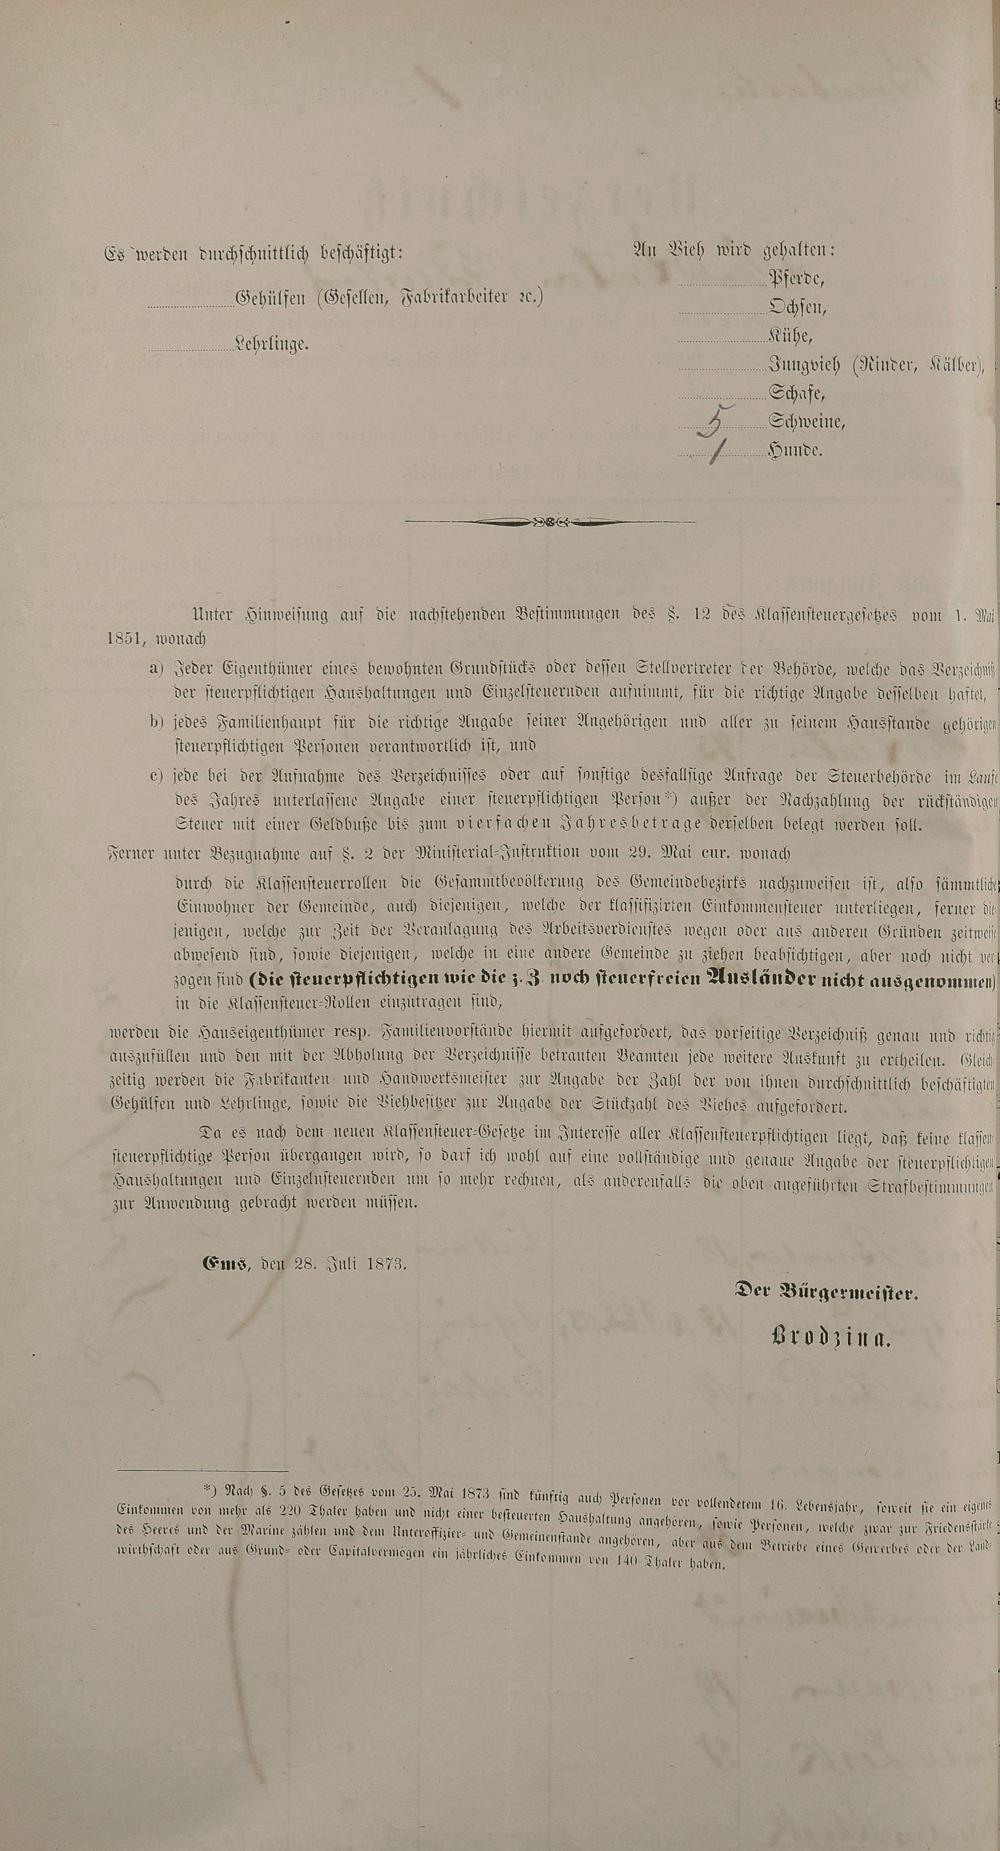 Es werden durchschnittlich beschäftigt:
Gehülfen (Gesellen, Fabrikarbeiter ꝛc.)
Lehrlinge.
An Vieh wird gehalten:
Pferde,
Ochsen,
Kühe,
Jungvieh (Rinder, Kälber),
Schafe,
5 Schweine,
1 Hunde.
Unter Hinweisung auf die nachstehenden Bestimmungen des §. 12 des Klassensteuergesetzes vom 1. Mai
1851, wonach
a) Jeder Eigenthümer eines bewohnten Grundstücks oder dessen Stellvertreter der Behörde, welche das Verzeichniß
der steuerpflichtigen Haushaltungen und Einzelsteuernden aufnimmt, für die richtige Angabe desselben haftet,
b) jedes Familienhaupt für die richtige Angabe seiner Angehörigen und aller zu seinem Hausstande gehörigen
steuerpflichtigen Personen verantwortlich ist, und
c) jede bei der Aufnahme des Verzeichnisses oder auf sonstige desfallsige Anfrage der Steuerbehörde im Laufe
des Jahres unterlassene Angabe einer steuerpflichtigen Person*) außer der Nachzahlung der rückständigen
Steuer mit einer Geldbuße bis zum vierfachen Jahresbetrage derselben belegt werden soll.
Ferner unter Bezugnahme auf §. 2 der Ministerial-Instruktion vom 29. Mai cur. wonach
durch die Klassensteuerrollen die Gesammtbevölkerung des Gemeindebezirks nachzuweisen ist, also sämmtliche
Einwohner der Gemeinde, auch diejenigen, welche der klassifizirten Einkommensteuer unterliegen, ferner die
jenigen, welche zur Zeit der Veranlagung des Arbeitsverdienstes wegen oder aus anderen Gründen zeitweise
abwesend sind, sowie diejenigen, welche in eine andere Gemeinde zu ziehen beabsichtigen, aber noch nicht ver
zogen sind (die steuerpflichtigen wie die z. Z. noch steuerfreien Ausländer nicht ausgenommen)
in die Klassensteuer-Rollen einzutragen sind,
werden die Hauseigenthümer resp. Familienvorstände hiermit aufgefordert, das vorseitige Verzeichniß genau und richtig
auszufüllen und den mit der Abholung der Verzeichnisse betrauten Beamten jede weitere Auskunft zu ertheilen. Gleich
zeitig werden die Fabrikanten und Handwerksmeister zur Angabe der Zahl der von ihnen durchschnittlich beschäftigten
Gehülfen und Lehrlinge, sowie die Viehbesitzer zur Angabe der Stückzahl des Viehes aufgefordert.
Da es nach dem neuen Klassensteuer-Gesetze im Interesse aller Klassensteuerpflichtigen liegt, daß keine klassen
steuerpflichtige Person übergangen wird, so darf ich wohl auf eine vollständige und genaue Angabe der steuerpflichtigen
Haushaltungen und Einzelnsteuernden um so mehr rechnen, als anderenfalls die oben angeführten Strafbestimmungen
zur Anwendung gebracht werden müssen.
Ems, den 28. Juli 1873.
Der Bürgermeister.
Brodzina.
*) Nach §. 5 des Gesetzes vom 25. Mai 1873 sind künftig auch Personen vor vollendetem 16. Lebensjahr, soweit sie ein eigenes
Einkommen von mehr als 220 Thaler haben und nicht einer besteuerten Haushaltung angehören, sowie Personen, welche zwar zur Friedensstärke
des Heeres und der Marine zählen und dem Unteroffizier- und Gemeinenstande angehören, aber aus dem Betriebe eines Gewerbes oder der Land-
wirthschaft oder aus Grund- oder Capitalvermögen ein jährliches Einkommen von 140 Thaler haben.